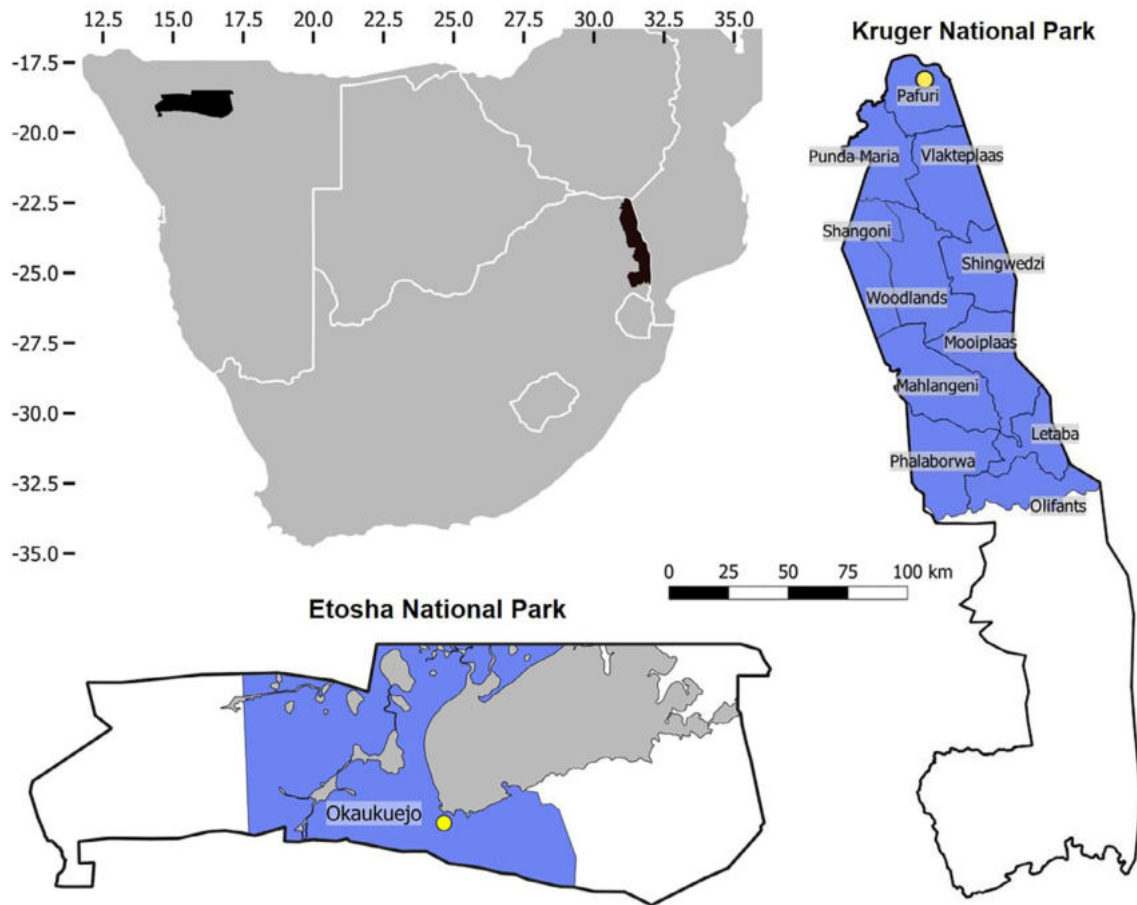 12.5 15.0 17.5 20.0 22.5 25.0 27.5 30.0 32.5 35.0
-17.5
-20.0
-22.5
-25.0
-27.5
-30.0
-32.5
-35.0
Kruger National Park
Pafuri
Punda Maria
Vlakteplaas
Shangoni
Shingwedzi
Woodlands
Mooiplaas
Mahlangeni
Letaba
Phalaborwa
Olifants
0 25 50 75 100 km
Etosha National Park
Okaukuejo